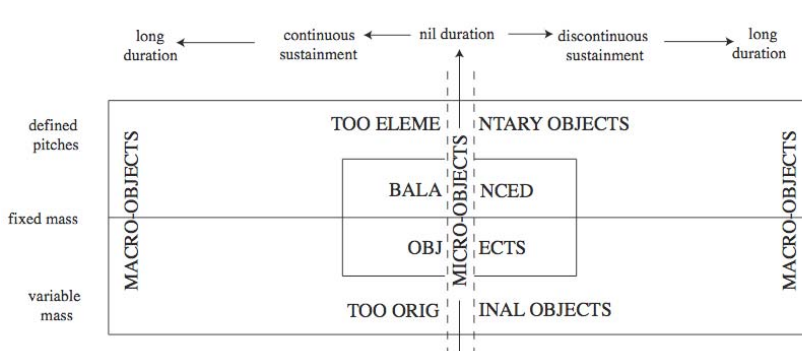 long duration
continuous sustainment
nil duration
discontinuous sustainment
long duration
defined pitches
TOO ELEME NTARY OBJECTS
MACRO-OBJECTS
MICRO-OBJECTS
MACRO-OBJECTS
BALA NCED
fixed mass
OBJ ECTS
variable mass
TOO ORIG INAL OBJECTS